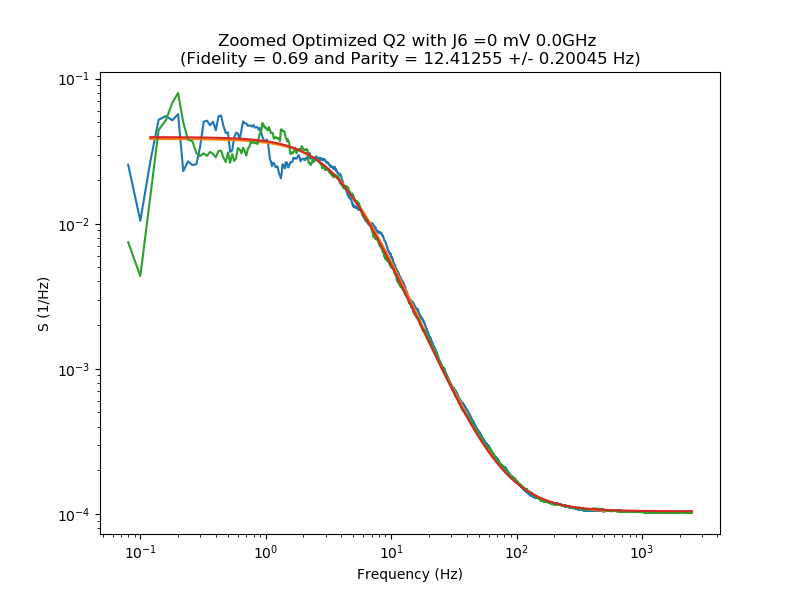 Zoomed Optimized Q2 with J6 =0 mV 0.0GHz
(Fidelity = 0.69 and Parity = 12.41255 +/- 0.20045 Hz)
10⁻¹
10⁻²
10⁻³
10⁻⁴
S (1/Hz)
10⁻¹ 10⁰ 10¹ 10² 10³
Frequency (Hz)